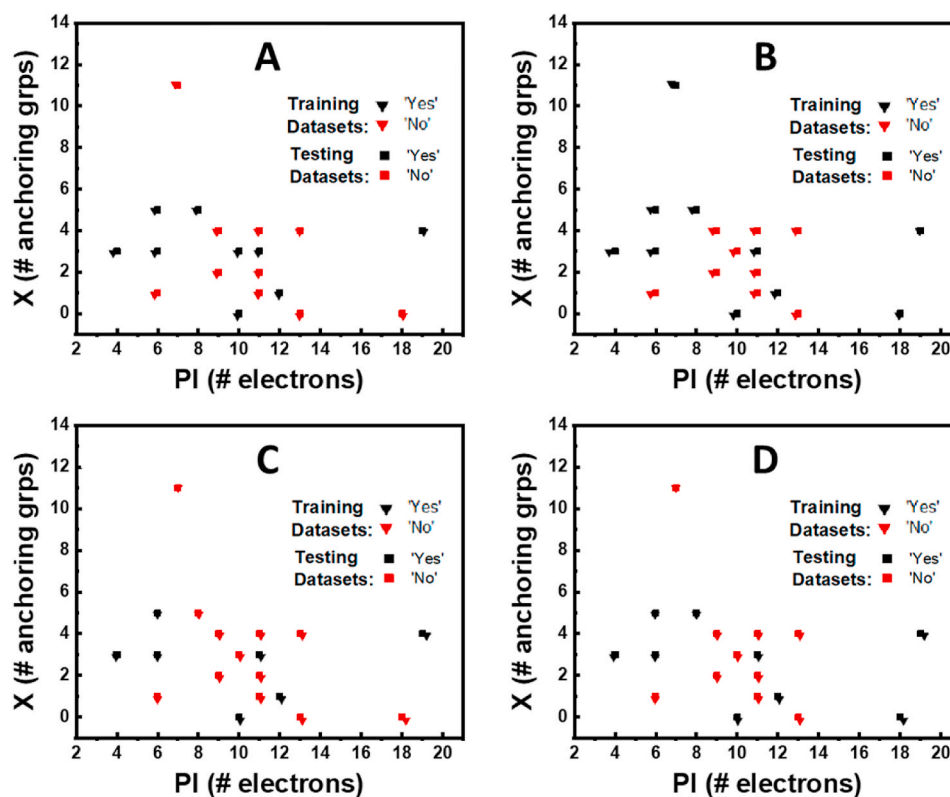 A
X (# anchoring grps)
14
12
10
8
6
4
2
0
Training 'Yes'
Datasets: 'No'
Testing 'Yes'
Datasets: 'No'
2 4 6 8 10 12 14 16 18 20
PI (# electrons)
B
X (# anchoring grps)
14
12
10
8
6
4
2
0
Training 'Yes'
Datasets: 'No'
Testing 'Yes'
Datasets: 'No'
2 4 6 8 10 12 14 16 18 20
PI (# electrons)
C
X (# anchoring grps)
14
12
10
8
6
4
2
0
Training 'Yes'
Datasets: 'No'
Testing 'Yes'
Datasets: 'No'
2 4 6 8 10 12 14 16 18 20
PI (# electrons)
D
X (# anchoring grps)
14
12
10
8
6
4
2
0
Training 'Yes'
Datasets: 'No'
Testing 'Yes'
Datasets: 'No'
2 4 6 8 10 12 14 16 18 20
PI (# electrons)